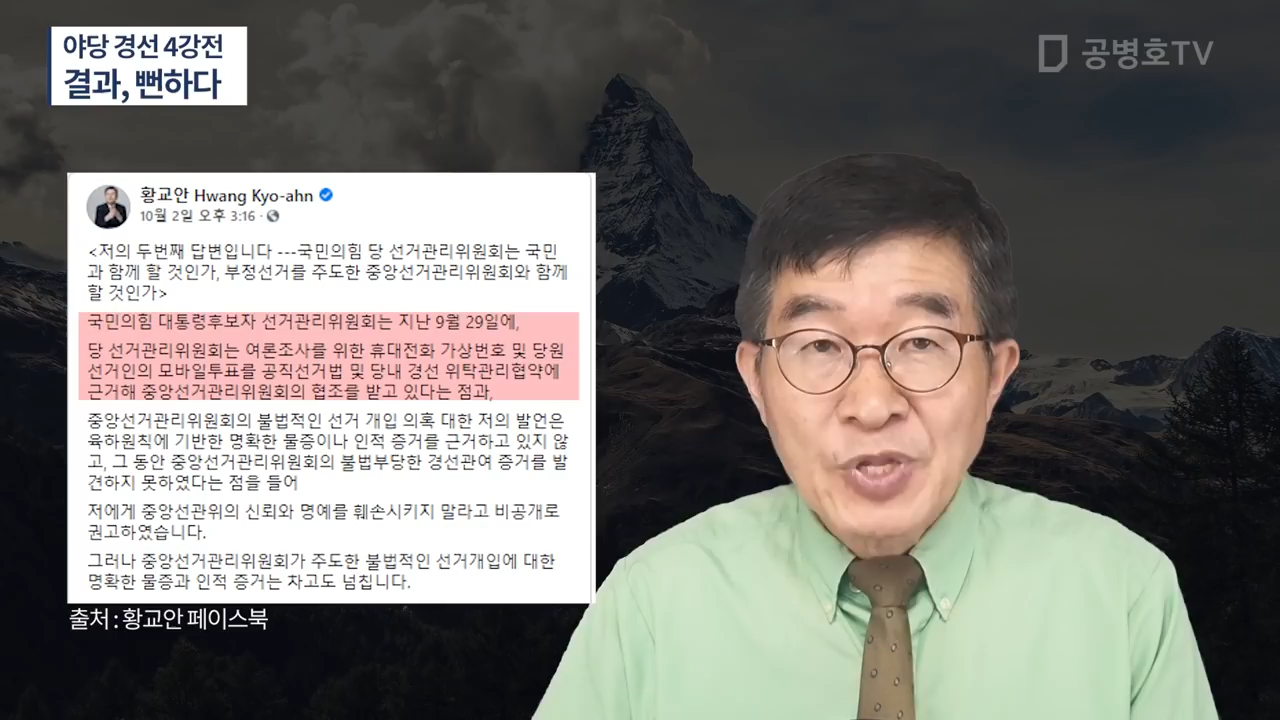 야당 경선 4강전
결과, 뻔하다
공병호TV
황교안 Hwang Kyo-ahn
10월 2일 오후 3:16 ·
<저의 두번째 답변입니다 ---국민의힘 당 선거관리위원회는 국민
과 함께 할 것인가, 부정선거를 주도한 중앙선거관리위원회와 함께
할 것인가>
국민의힘 대통령후보자 선거관리위원회는 지난 9월 29일에,
당 선거관리위원회는 여론조사를 위한 휴대전화 가상번호 및 당원
선거인의 모바일투표를 공직선거법 및 당내 경선 위탁관리협약에
근거해 중앙선거관리위원회의 협조를 받고 있다는 점과,
중앙선거관리위원회의 불법적인 선거 개입 의혹 대한 저의 발언은
육하원칙에 기반한 명확한 물증이나 인적 증거를 근거하고 있지 않
고, 그 동안 중앙선거관리위원회의 불법부당한 경선관여 증거를 발
견하지 못하였다는 점을 들어
저에게 중앙선관위의 신뢰와 명예를 훼손시키지 말라고 비공개로
권고하였습니다.
그러나 중앙선거관리위원회가 주도한 불법적인 선거개입에 대한
명확한 물증과 인적 증거는 차고도 넘칩니다.
출처 : 황교안 페이스북